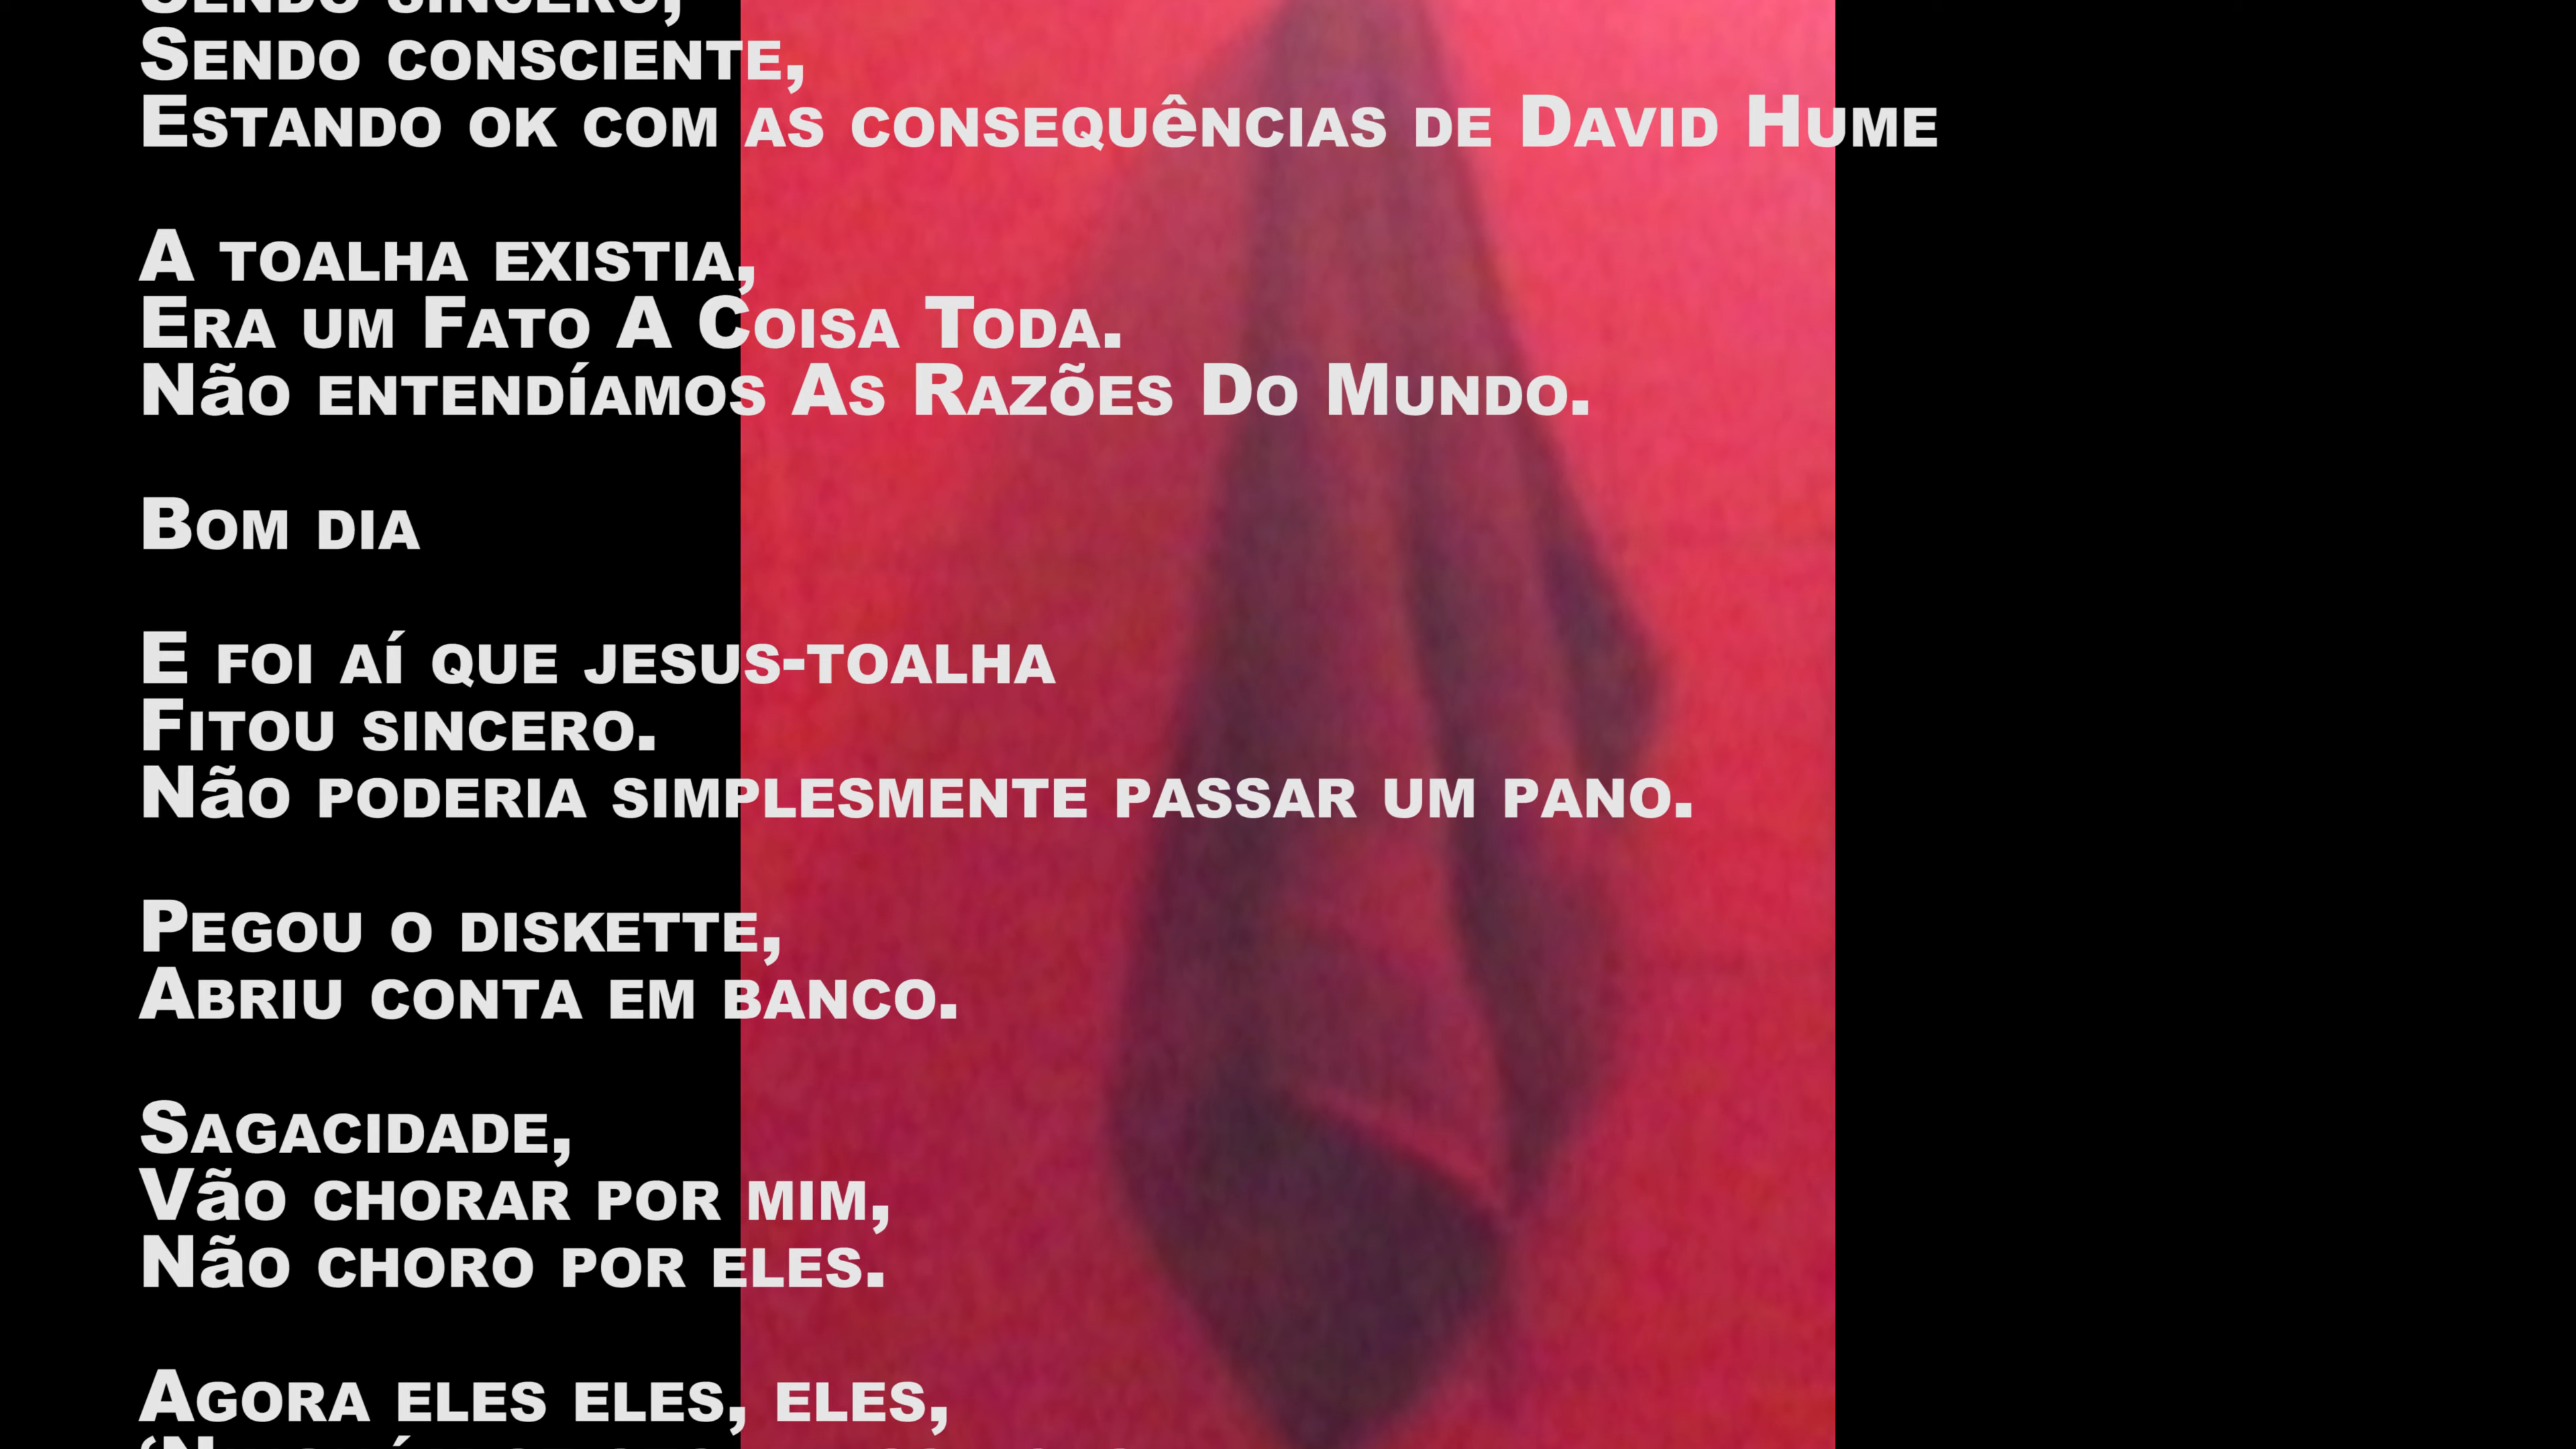 Sendo sincero,
Sendo consciente,
Estando ok com as consequências de David Hume
A toalha existia,
Era um Fato A Coisa Toda.
Não entendíamos As Razões Do Mundo.
Bom dia
E foi aí que jesus-toalha
Fitou sincero.
Não poderia simplesmente passar um pano.
Pegou o diskette,
Abriu conta em banco.
Sagacidade,
Vão chorar por mim,
Não choro por eles.
Agora eles eles, eles,